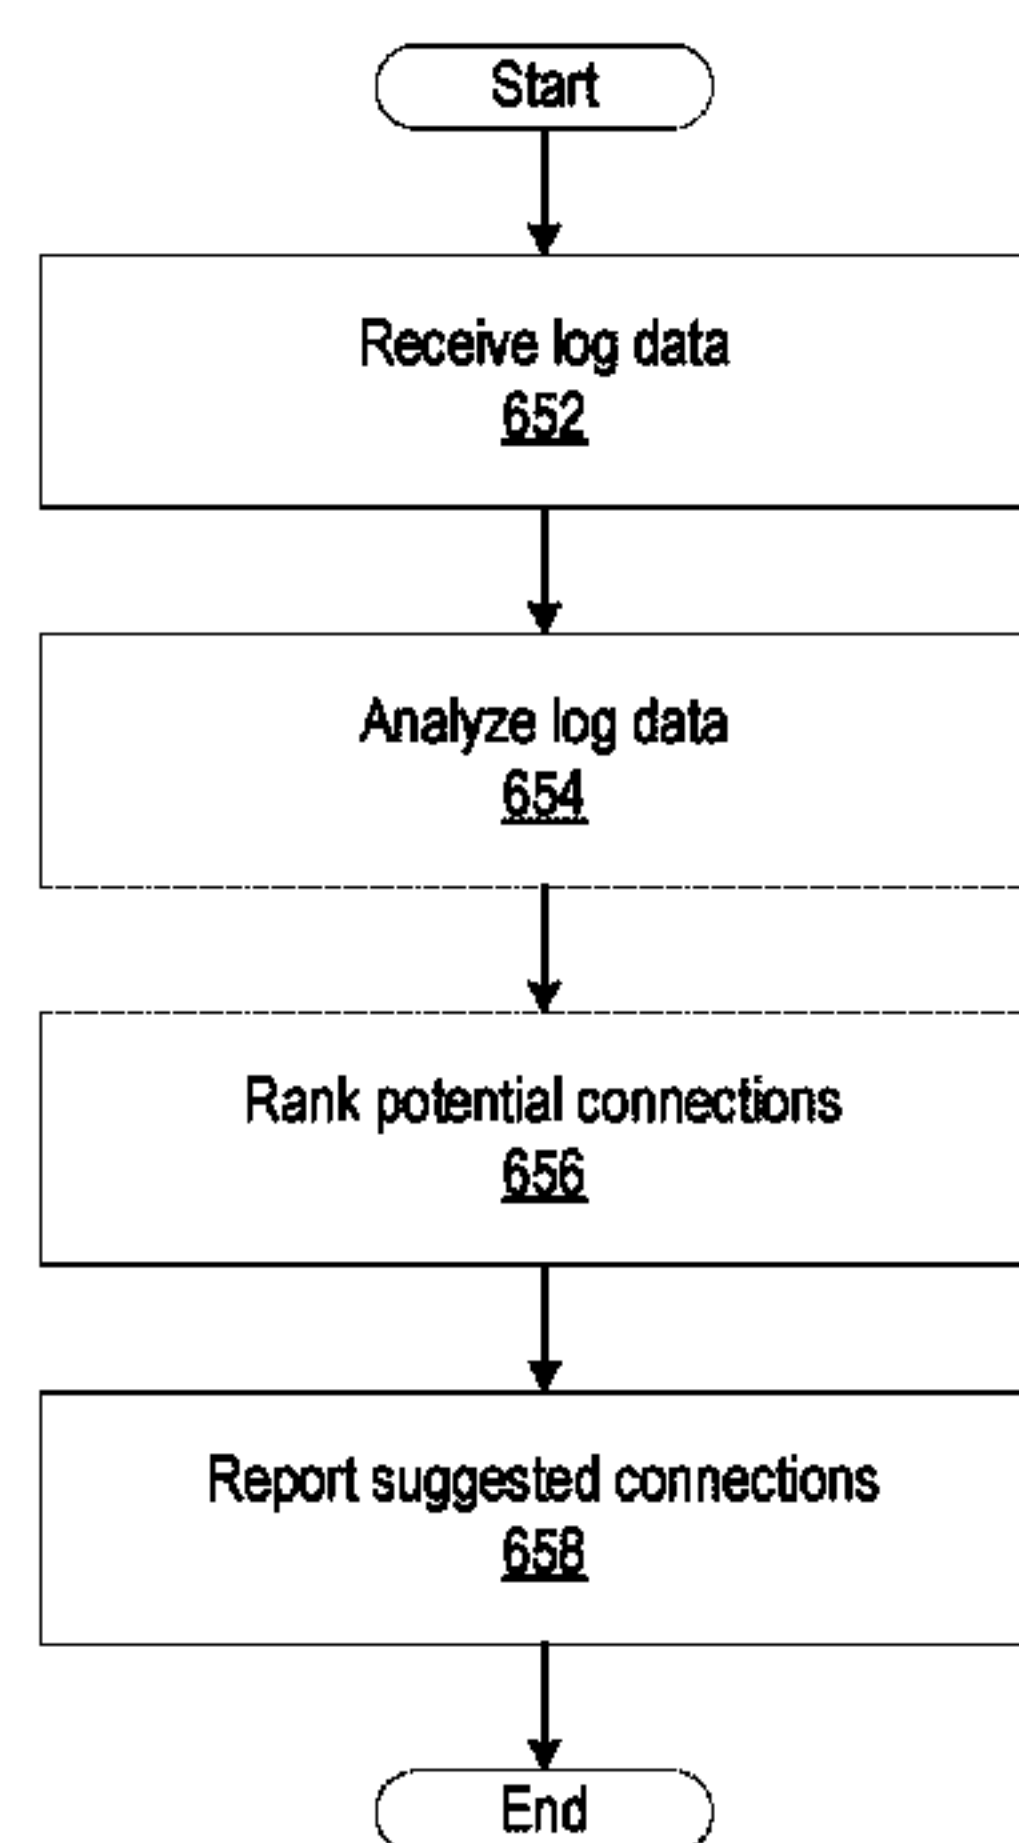 Start
Receive log data
652
Analyze log data
654
Rank potential connections
656
Report suggested connections
658
End